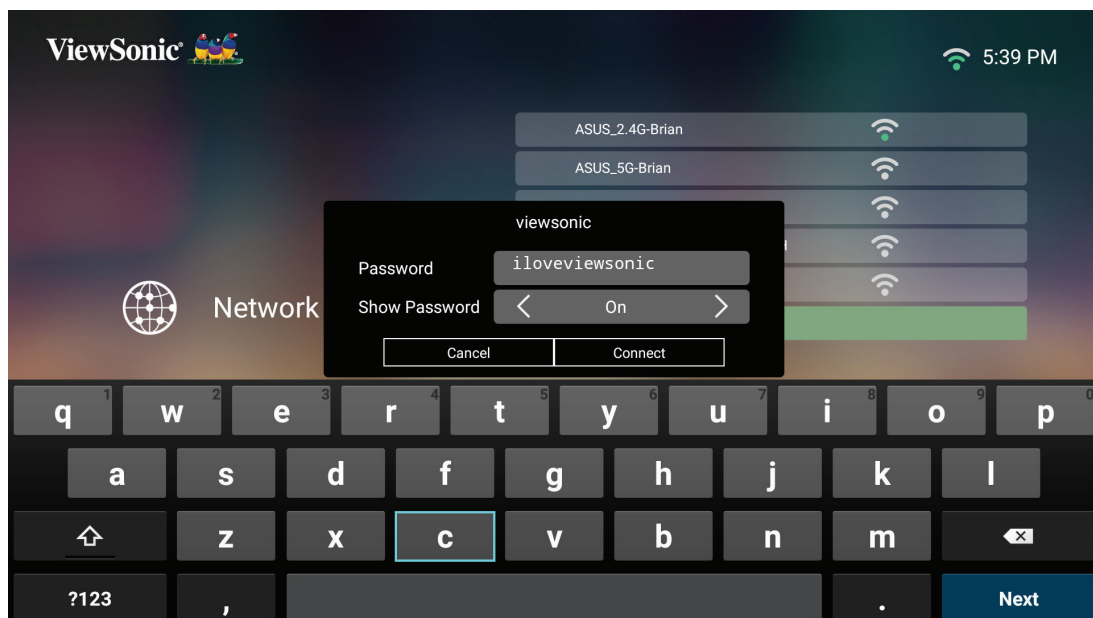 ViewSonic®
5:39 PM
ASUS_2.4G-Brian
ASUS_5G-Brian
viewsonic
Password iloveviewsonic
Show Password On
Network
Cancel Connect
q 1 w 2 e 3 r 4 t 5 y 6 u 7 i 8 o 9 p 0
a s d f g h j k l
z x c v b n m
?123 , . Next